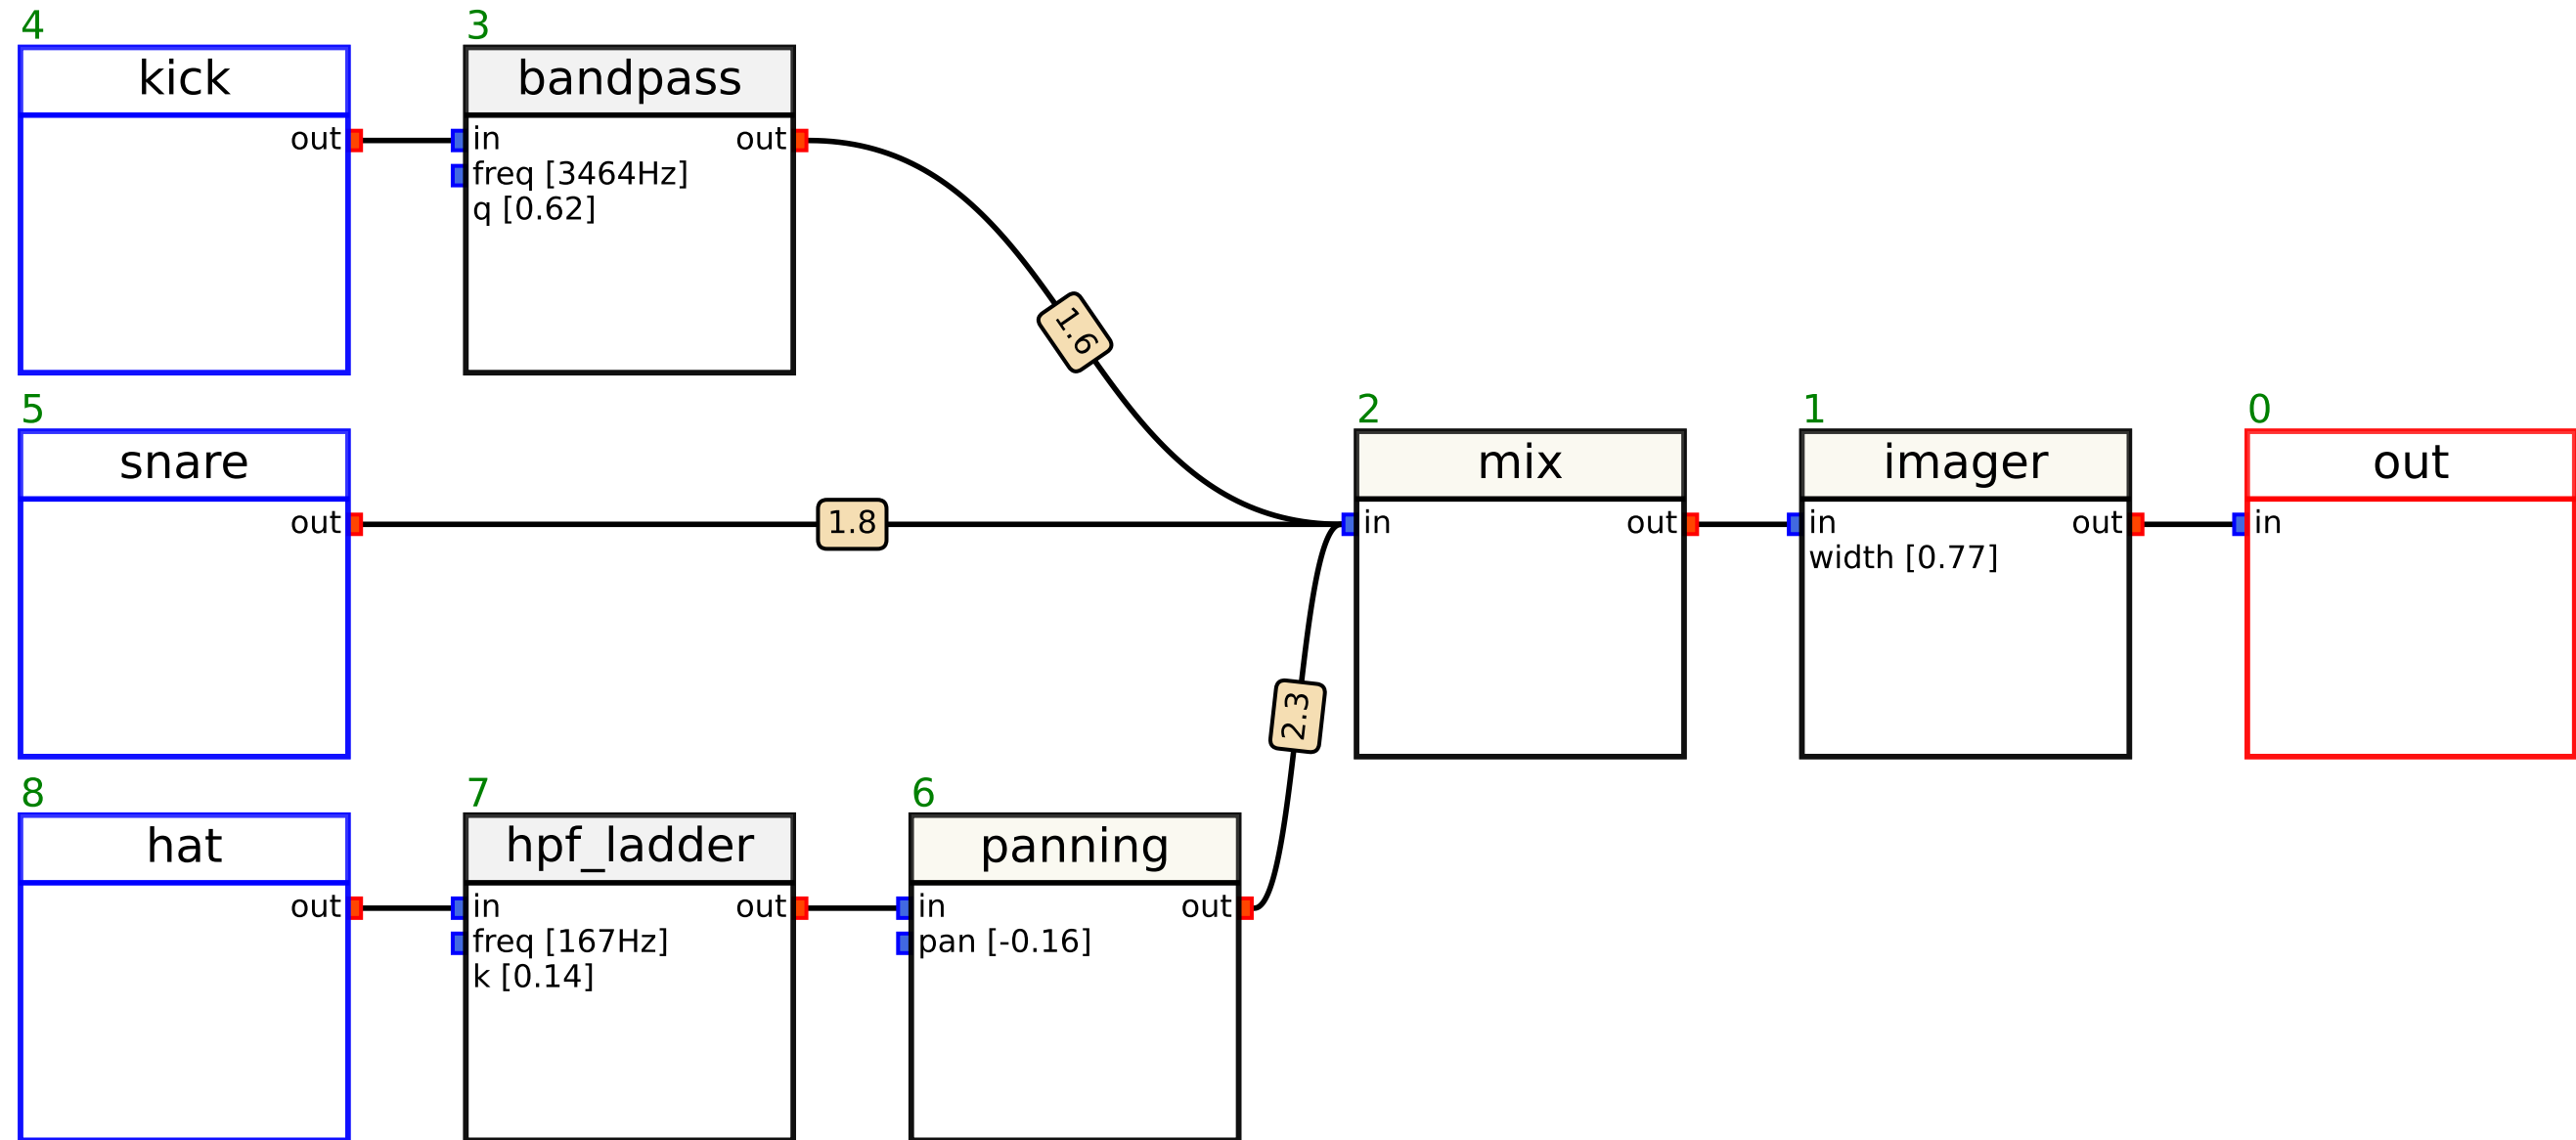 4
kick
out
3
bandpass
in
out
freq [3464Hz]
q [0.62]
1.6
5
snare
out
1.8
2
mix
in
out
1
imager
in
out
width [0.77]
0
out
in
2.3
8
hat
out
7
hpf_ladder
in
out
freq [167Hz]
k [0.14]
6
panning
in
out
pan [-0.16]